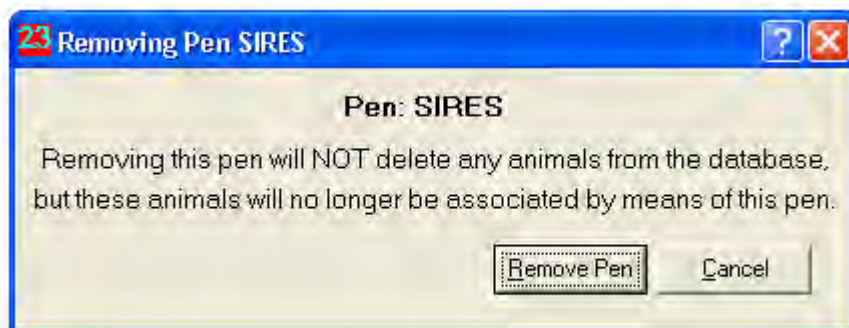 23 Removing Pen SIRES ?
Pen: SIRES
Removing this pen will NOT delete any animals from the database,
but these animals will no longer be associated by means of this pen.
Remove Pen Cancel